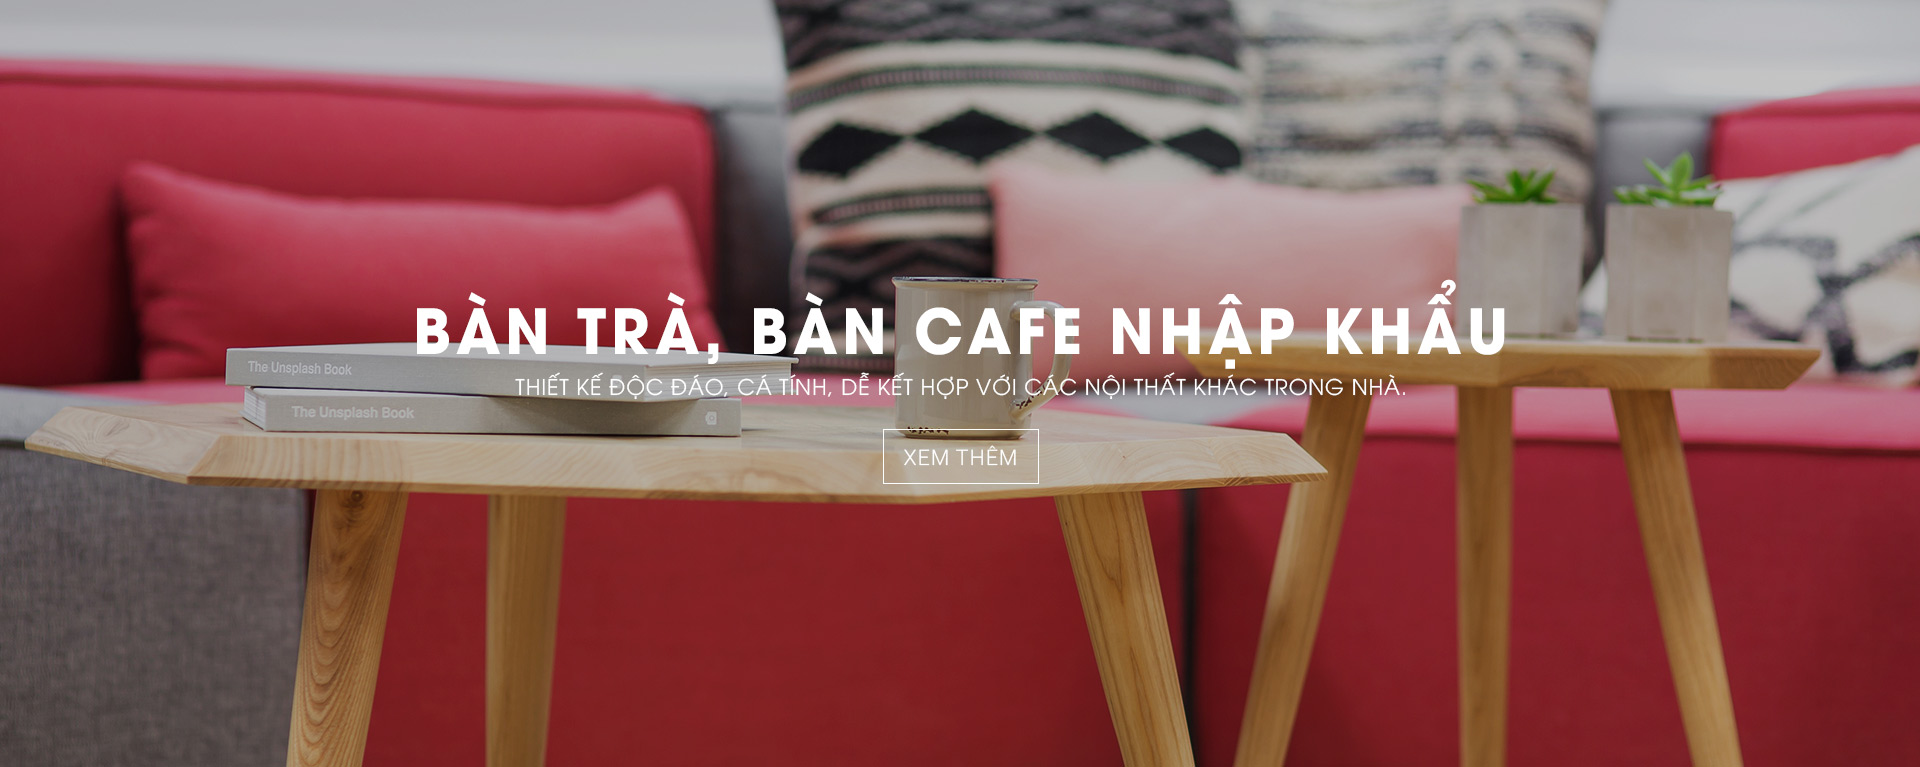 BÀN TRÀ, BÀN CAFE NHẬP KHẨU
The Unsplash Book
THIẾT KẾ ĐỘC ĐÁO, CÁ TÍNH, DỄ KẾT HỢP VỚI CÁC NỘI THẤT KHÁC TRONG NHÀ.
The Unsplash Book
XEM THÊM